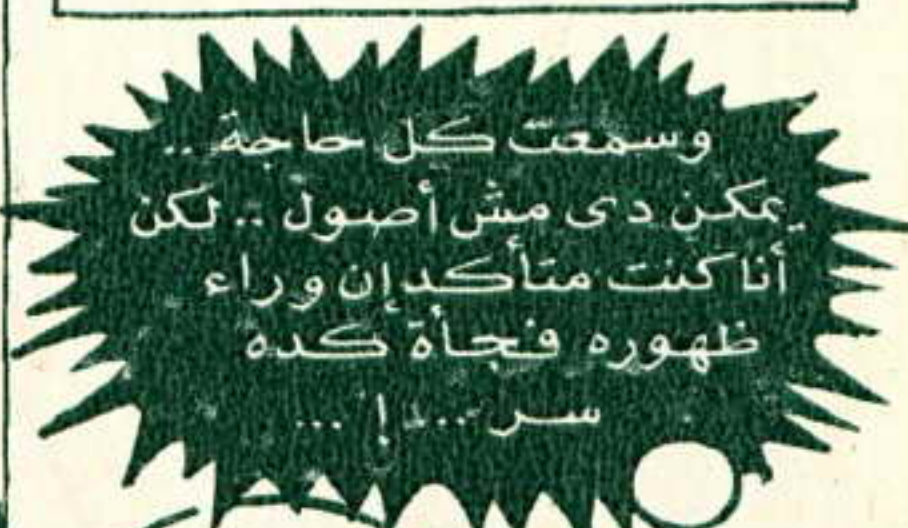 وسمعت كل حاجة ..
يمكن دى مش أصول .. لكن
أنا كنت متأكد إن وراء
ظهوره فجأة كده
سر ... ! ...